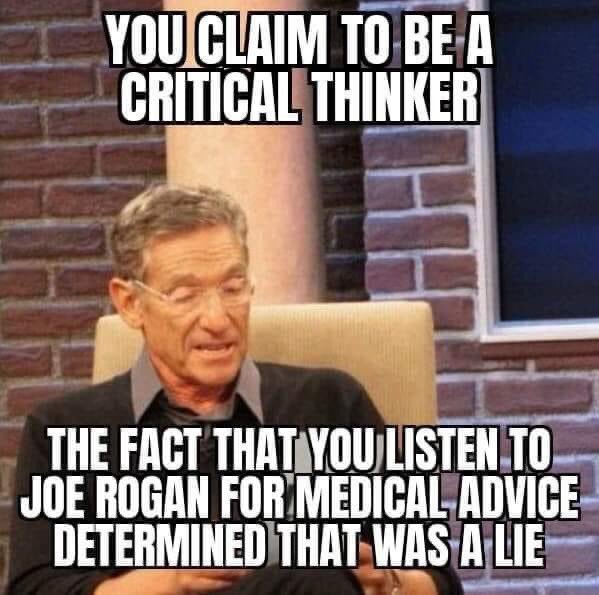 YOU CLAIM TO BE A
CRITICAL THINKER
THE FACT THAT YOU LISTEN TO
JOE ROGAN FOR MEDICAL ADVICE
DETERMINED THAT WAS A LIE